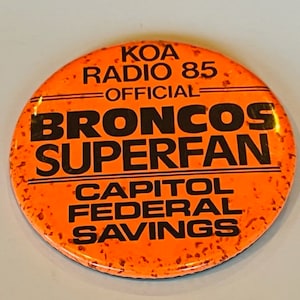 KOA
RADIO 85
OFFICIAL
BRONCOS
SUPERFAN
CAPITOL
FEDERAL
SAVINGS